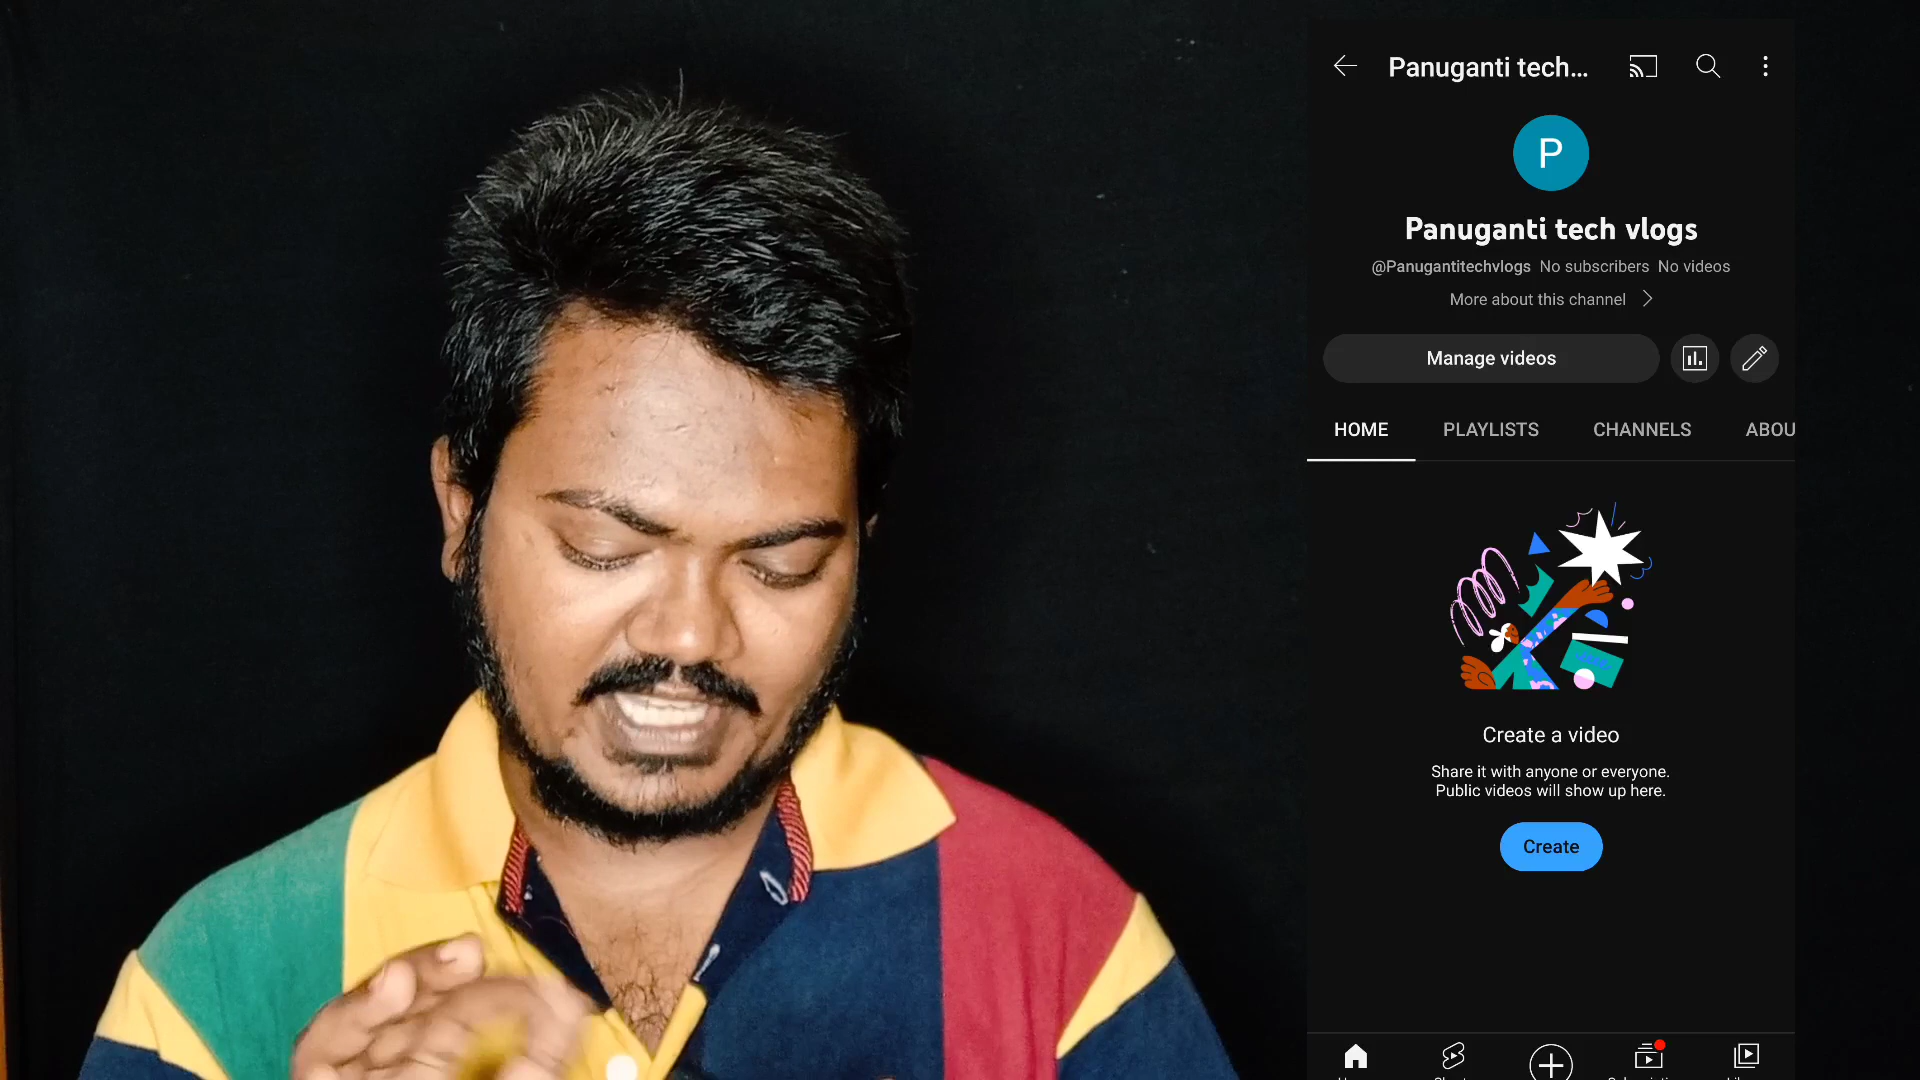 Panuganti tech...
P
Panuganti tech vlogs
@Panugantitechvlogs No subscribers No videos
More about this channel
Manage videos
HOME PLAYLISTS CHANNELS ABOU
Create a video
Share it with anyone or everyone.
Public videos will show up here.
Create